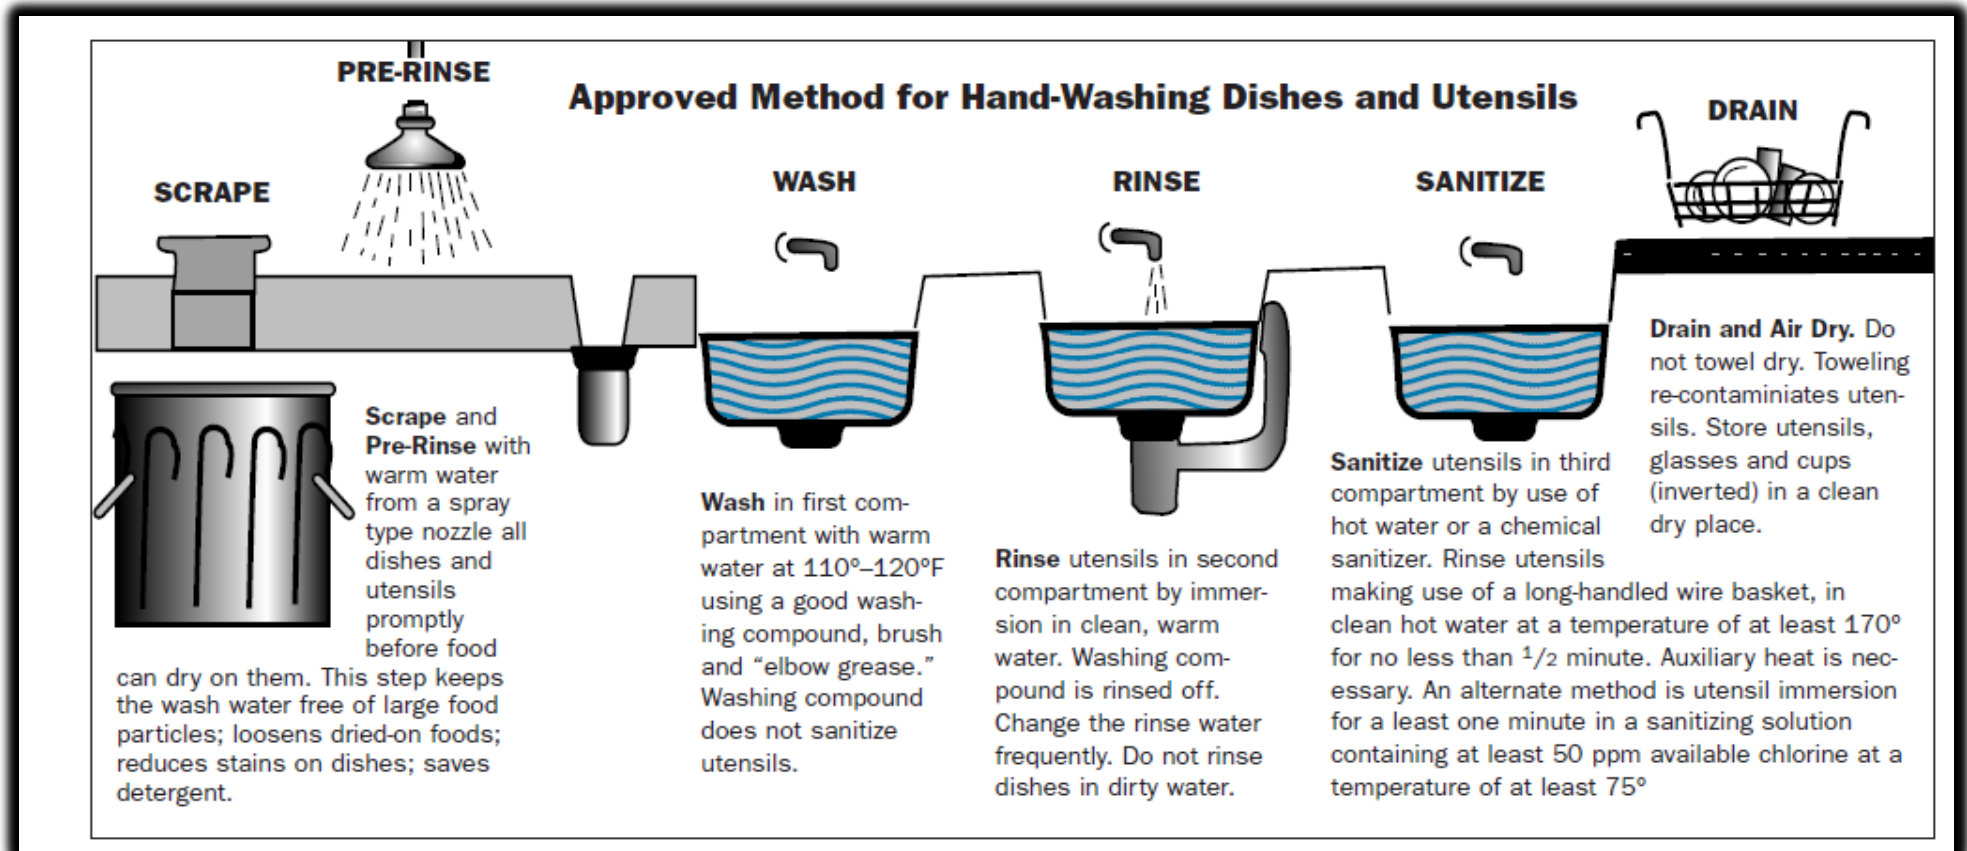 Approved Method for Hand-Washing Dishes and Utensils
SCRAPE
PRE-RINSE
WASH
RINSE
SANITIZE
DRAIN
Scrape and
Pre-Rinse with
warm water
from a spray
type nozzle all
dishes and
utensils
promptly
before food
can dry on them. This step keeps
the wash water free of large food
particles; loosens dried-on foods;
reduces stains on dishes; saves
detergent.
Wash in first com-
partment with warm
water at 110º–120ºF
using a good wash-
ing compound, brush
and “elbow grease.”
Washing compound
does not sanitize
utensils.
Rinse utensils in second
compartment by immer-
sion in clean, warm
water. Washing com-
pound is rinsed off.
Change the rinse water
frequently. Do not rinse
dishes in dirty water.
Sanitize utensils in third
compartment by use of
hot water or a chemical
sanitizer. Rinse utensils
making use of a long-handled wire basket, in
clean hot water at a temperature of at least 170º
for no less than 1/2 minute. Auxiliary heat is nec-
essary. An alternate method is utensil immersion
for a least one minute in a sanitizing solution
containing at least 50 ppm available chlorine at a
temperature of at least 75º
Drain and Air Dry. Do
not towel dry. Toweling
re-contaminiates uten-
sils. Store utensils,
glasses and cups
(inverted) in a clean
dry place.